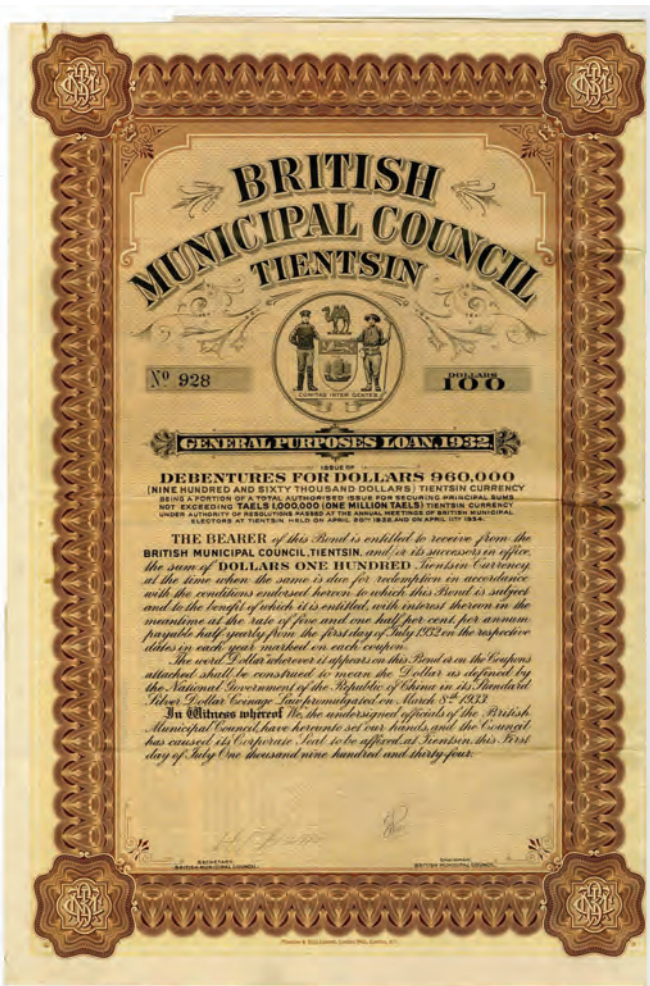 BRITISH
MUNICIPAL COUNCIL
TIENTSIN
COMITAS INTER GENTES
Nº 928
DOLLARS
100
GENERAL PURPOSES LOAN, 1932.
ISSUE OF
DEBENTURES FOR DOLLARS 960,000
(NINE HUNDRED AND SIXTY THOUSAND DOLLARS) TIENTSIN CURRENCY
BEING A PORTION OF A TOTAL AUTHORISED ISSUE FOR SECURING PRINCIPAL SUMS
NOT EXCEEDING TAELS 1,000,000 (ONE MILLION TAELS) TIENTSIN CURRENCY
UNDER AUTHORITY OF RESOLUTIONS PASSED AT THE ANNUAL MEETINGS OF BRITISH MUNICIPAL
ELECTORS AT TIENTSIN HELD ON APRIL 20TH 1932 AND ON APRIL 11TH 1934.
THE BEARER of this Bond is entitled to receive from the
BRITISH MUNICIPAL COUNCIL, TIENTSIN, and/or its successors in office,
the sum of DOLLARS ONE HUNDRED Tientsin Currency
at the time when the same is due for redemption in accordance
with the conditions endorsed hereon to which this Bond is subject
and to the benefit of which it is entitled, with interest thereon in the
meantime at the rate of five and one half per cent, per annum
payable half-yearly from the first day of July 1932 on the respective
dates in each year marked on each coupon.
The word "Dollar" wherever it appears on this Bond or on the Coupons
attached shall be construed to mean the Dollar as defined by
the National Government of the Republic of China in its Standard
Silver Dollar Coinage Law promulgated on March 8th 1933.
In Witness whereof We, the undersigned officials of the British
Municipal Council, have hereunto set our hands, and the Council
has caused its Corporate Seal to be affixed, at Tientsin, this First
day of July One thousand nine hundred and thirty-four.
SECRETARY,
BRITISH MUNICIPAL COUNCIL.
CHAIRMAN,
BRITISH MUNICIPAL COUNCIL.